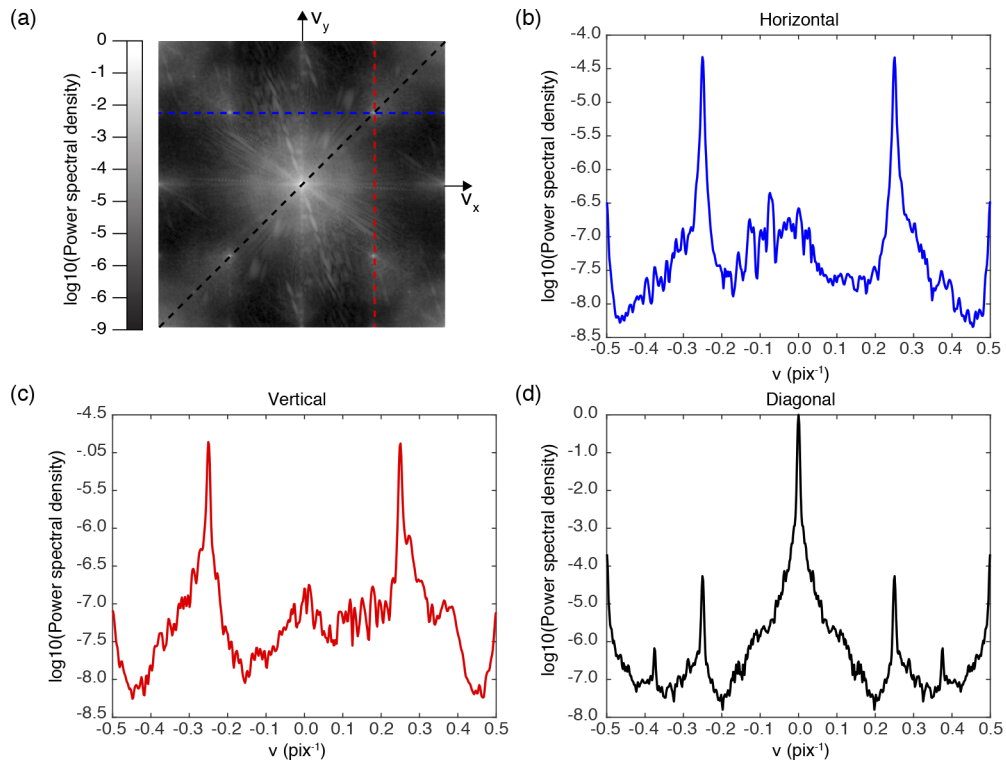 (a)
v_y
0
-1
-2
-3
-4
-5
-6
-9
log10(Power spectral density)
v_x
(b)
Horizontal
-4.0
-4.5
-5.0
-5.5
-6.0
-6.5
-7.0
-7.5
-8.0
-8.5
log10(Power spectral density)
-0.5 -0.4 -0.3 -0.2 -0.1 0.0 0.1 0.2 0.3 0.4 0.5
v (pix⁻¹)
(c)
Vertical
-4.5
-.05
-5.5
-6.0
-6.5
-7.0
-7.5
-8.0
-8.5
log10(Power spectral density)
-0.5 -0.4 -0.3 -0.2 -0.1 0.0 0.1 0.2 0.3 0.4 0.5
v (pix⁻¹)
(d)
Diagonal
0.0
-1.0
-2.0
-3.0
-4.0
-5.0
-6.0
-7.0
-8.0
log10(Power spectral density)
-0.5 -0.4 -0.3 -0.2 -0.1 0.0 0.1 0.2 0.3 0.4 0.5
v (pix⁻¹)